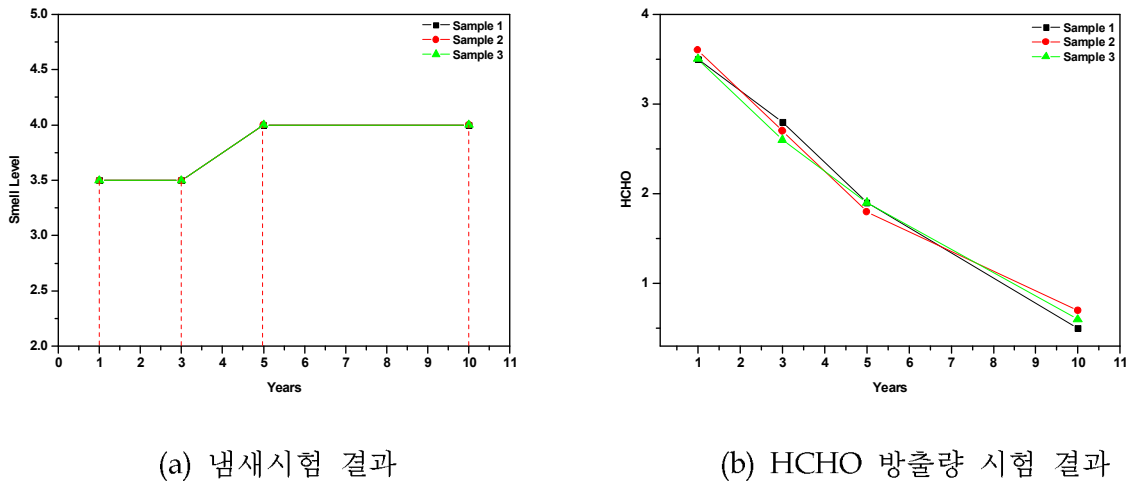 5.0
4.5
4.0
3.5
3.0
2.5
2.0
Smell Level
0 1 2 3 4 5 6 7 8 9 10 11
Years
Sample 1
Sample 2
Sample 3
(a) 냄새시험 결과
4
3
2
1
HCHO
1 2 3 4 5 6 7 8 9 10 11
Years
Sample 1
Sample 2
Sample 3
(b) HCHO 방출량 시험 결과